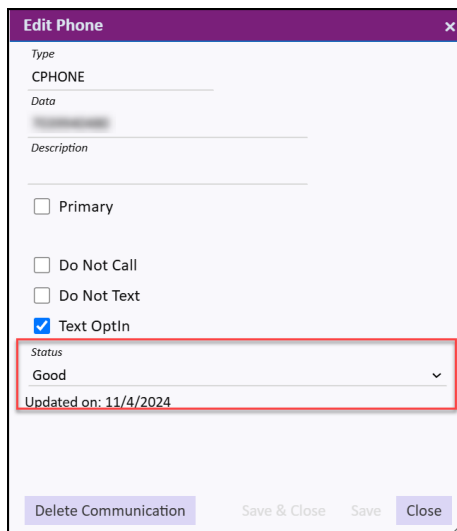 Edit Phone ×
Type
CPHONE
Data
Description
Primary
Do Not Call
Do Not Text
Text OptIn
Status
Good
Updated on: 11/4/2024
Delete Communication Save & Close Save Close